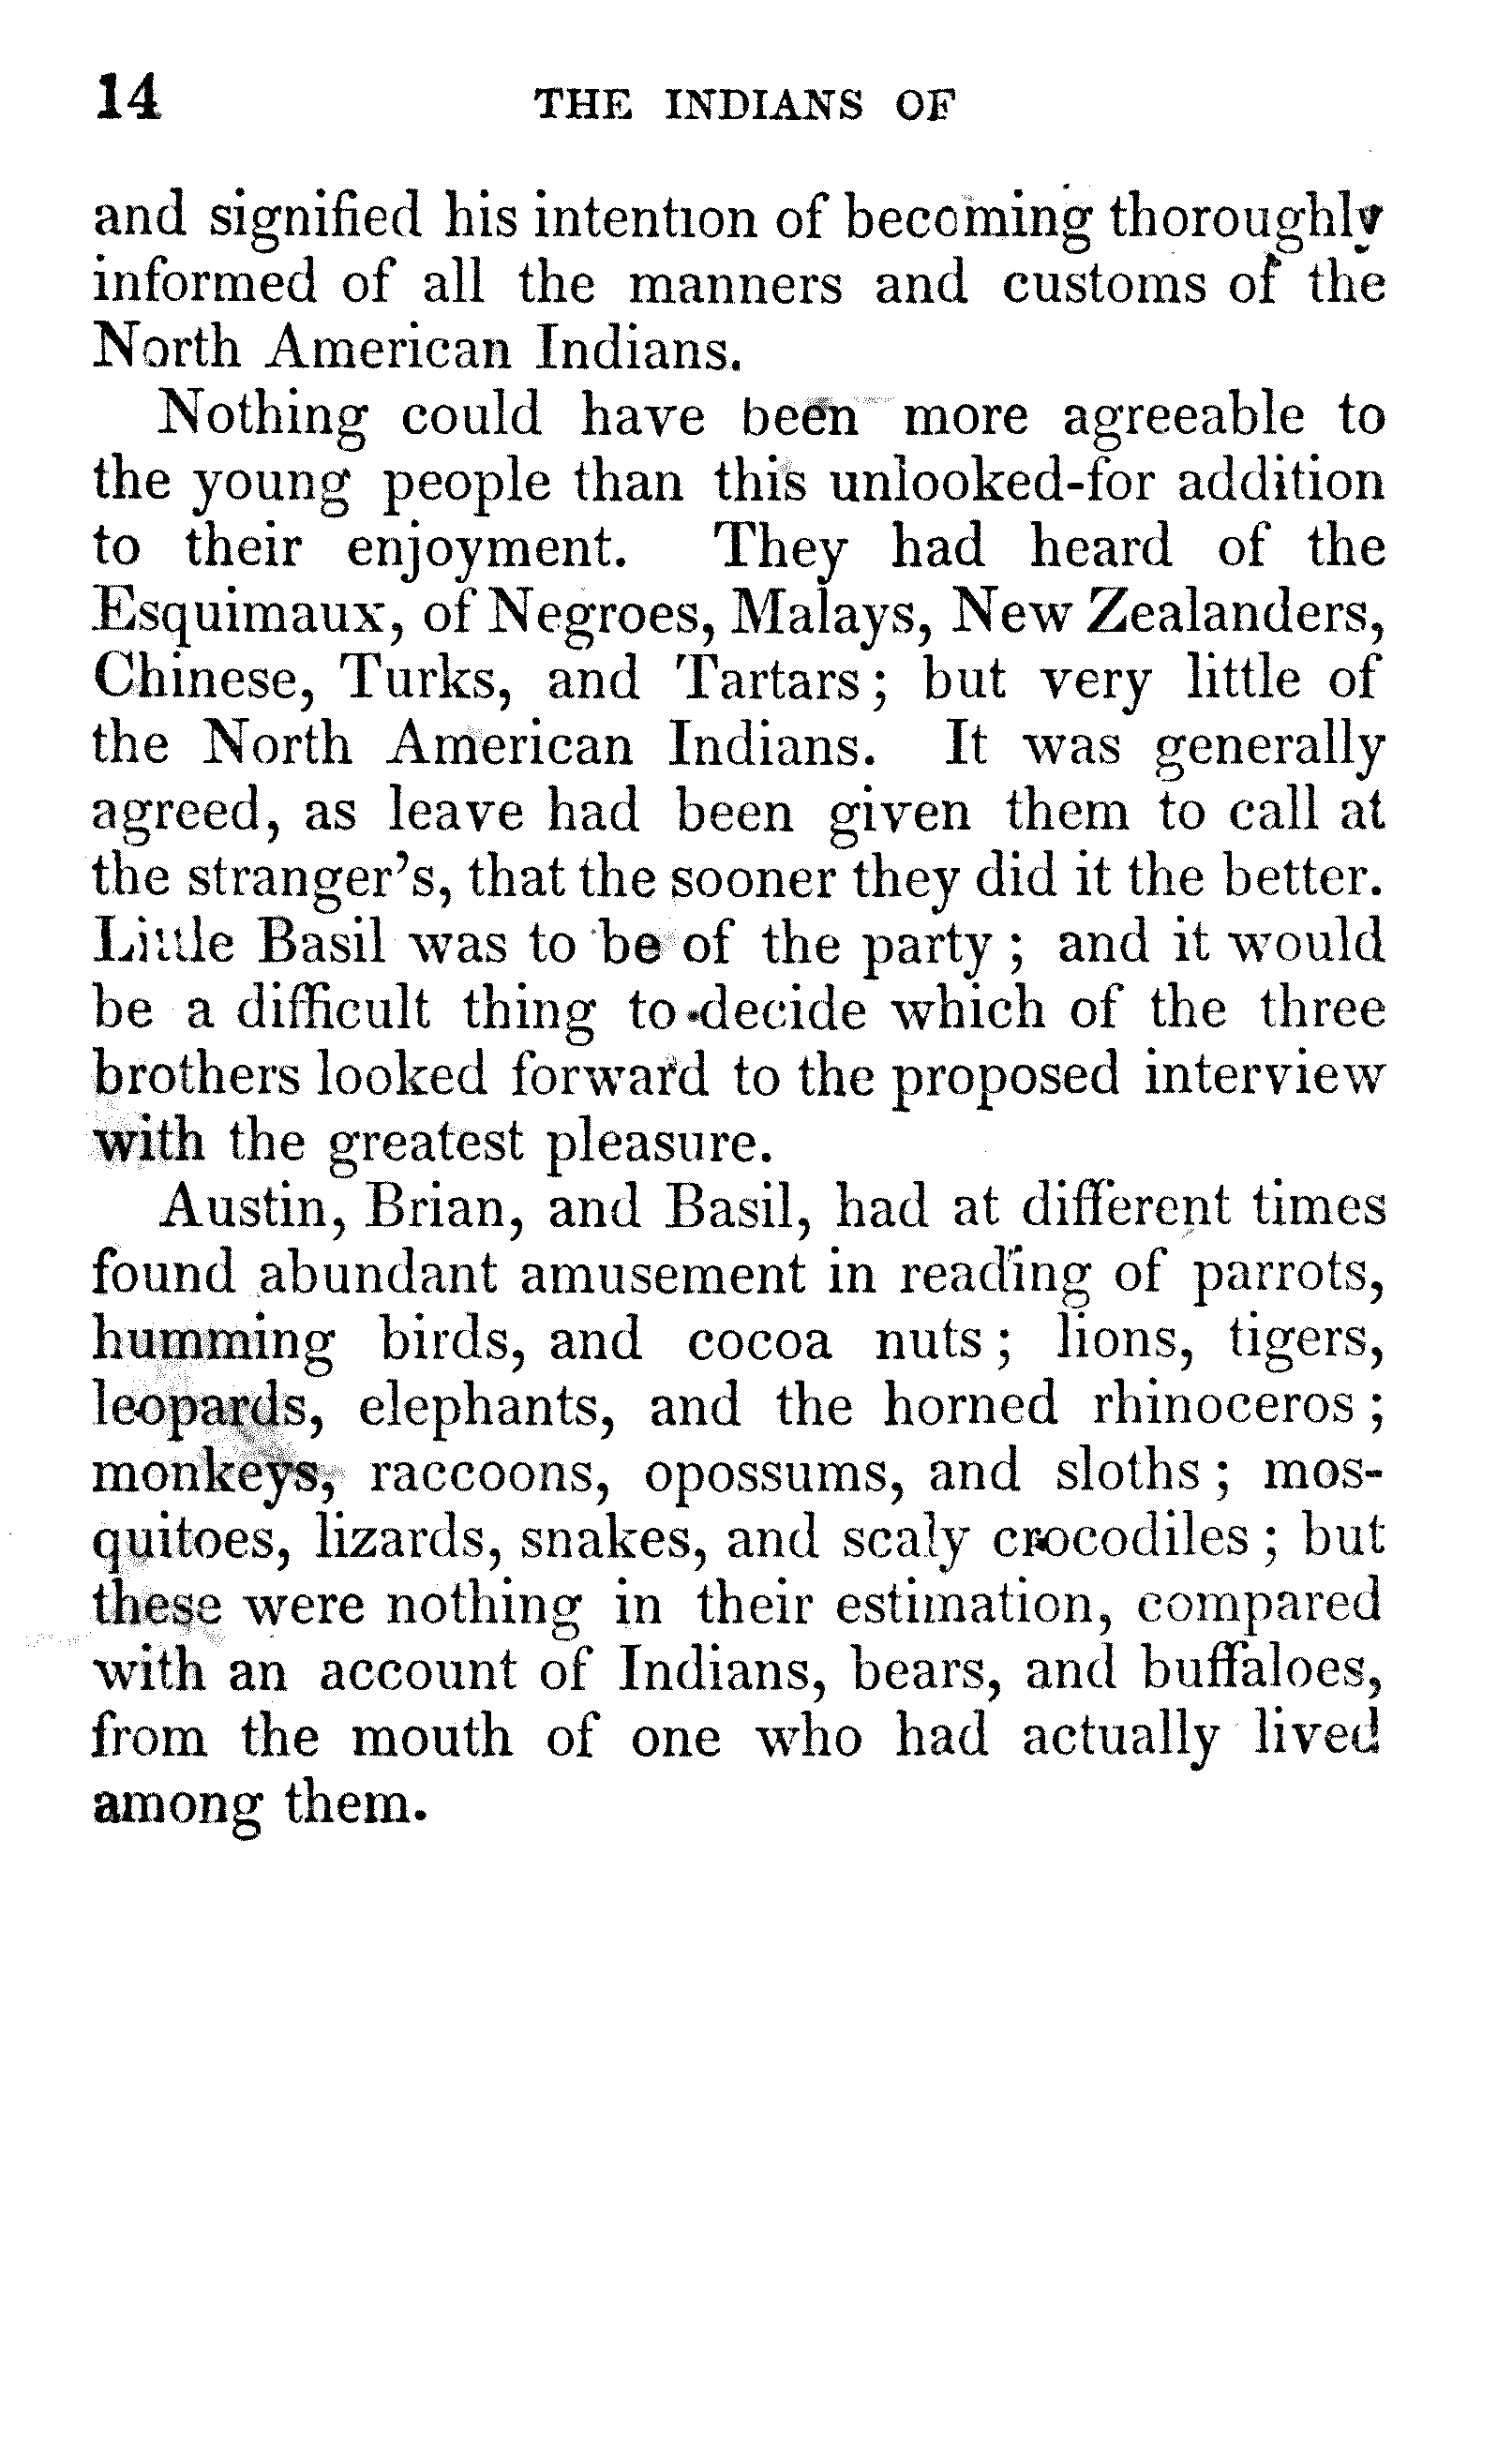 14 THE INDIANS OF
and signified his intention of becoming thoroughly
informed of all the manners and customs of the
North American Indians.
Nothing could have been more agreeable to
the young people than this unlooked-for addition
to their enjoyment. They had heard of the
Esquimaux, of Negroes, Malays, New Zealanders,
Chinese, Turks, and Tartars; but very little of
the North American Indians. It was generally
agreed, as leave had been given them to call at
the stranger's, that the sooner they did it the better.
Little Basil was to be of the party; and it would
be a difficult thing to decide which of the three
brothers looked forward to the proposed interview
with the greatest pleasure.
Austin, Brian, and Basil, had at different times
found abundant amusement in reading of parrots,
humming birds, and cocoa nuts; lions, tigers,
leopards, elephants, and the horned rhinoceros;
monkeys, raccoons, opossums, and sloths; mos-
quitoes, lizards, snakes, and scaly crocodiles; but
these were nothing in their estimation, compared
with an account of Indians, bears, and buffaloes,
from the mouth of one who had actually lived
among them.